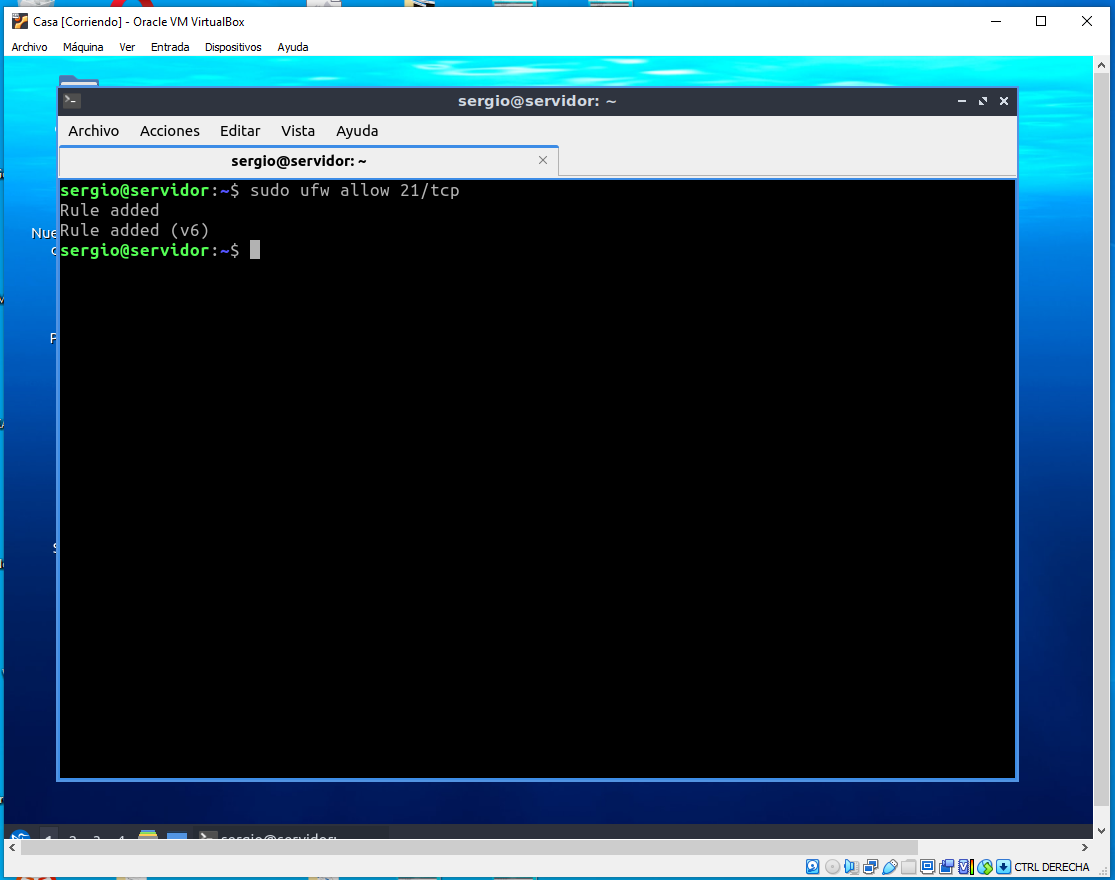 Casa [Corriendo] - Oracle VM VirtualBox
Archivo Máquina Ver Entrada Dispositivos Ayuda
sergio@servidor: ~
Archivo Acciones Editar Vista Ayuda
sergio@servidor: ~
sergio@servidor:~$ sudo ufw allow 21/tcp
Rule added
Rule added (v6)
sergio@servidor:~$
Nue
sergio@servidor:
CTRL DERECHA